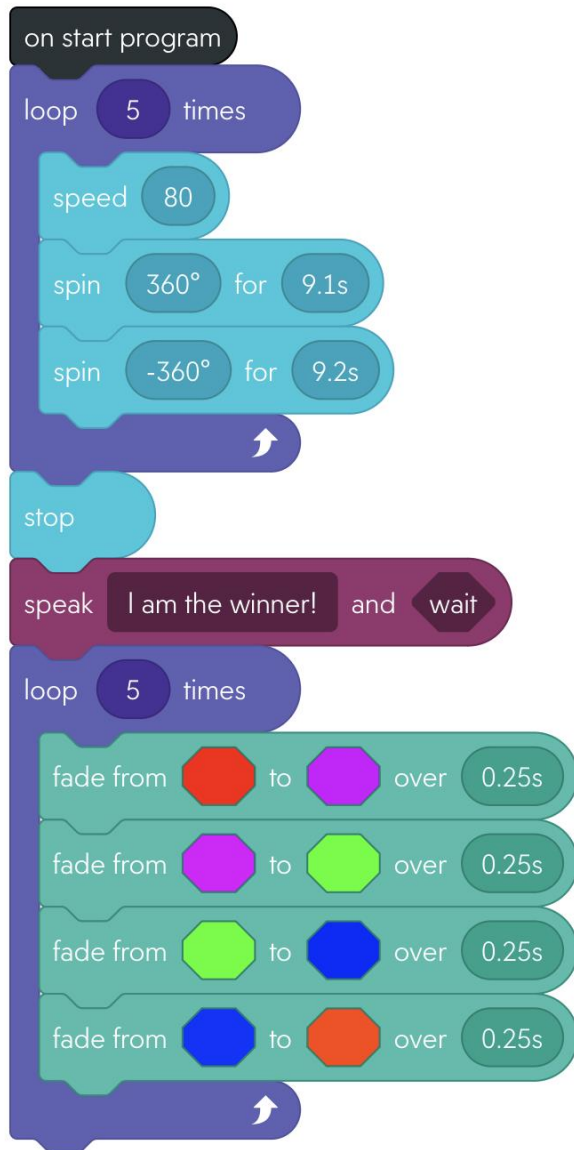 on start program
loop 5 times
speed 80
spin 360° for 9.1s
spin -360° for 9.2s
stop
speak I am the winner! and wait
loop 5 times
fade from to over 0.25s
fade from to over 0.25s
fade from to over 0.25s
fade from to over 0.25s